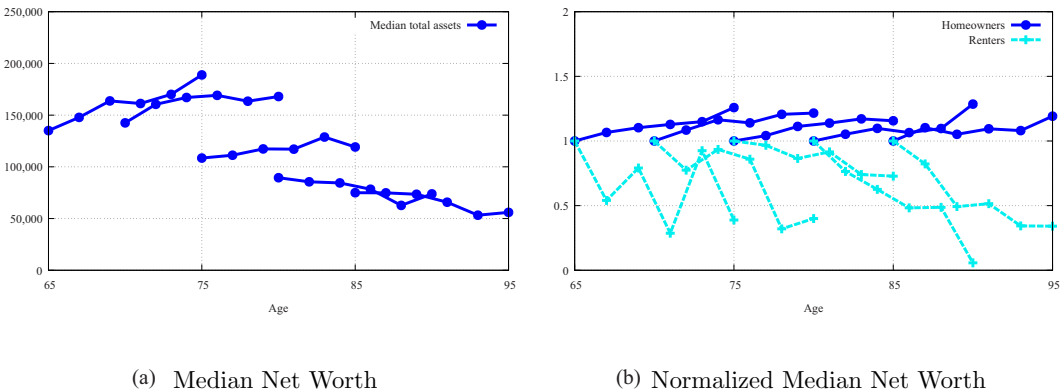 250,000
200,000
150,000
100,000
50,000
0
65 75 85 95
Age
Median total assets
2
1.5
1
0.5
0
65 75 85 95
Age
Homeowners
Renters
(a) Median Net Worth
(b) Normalized Median Net Worth